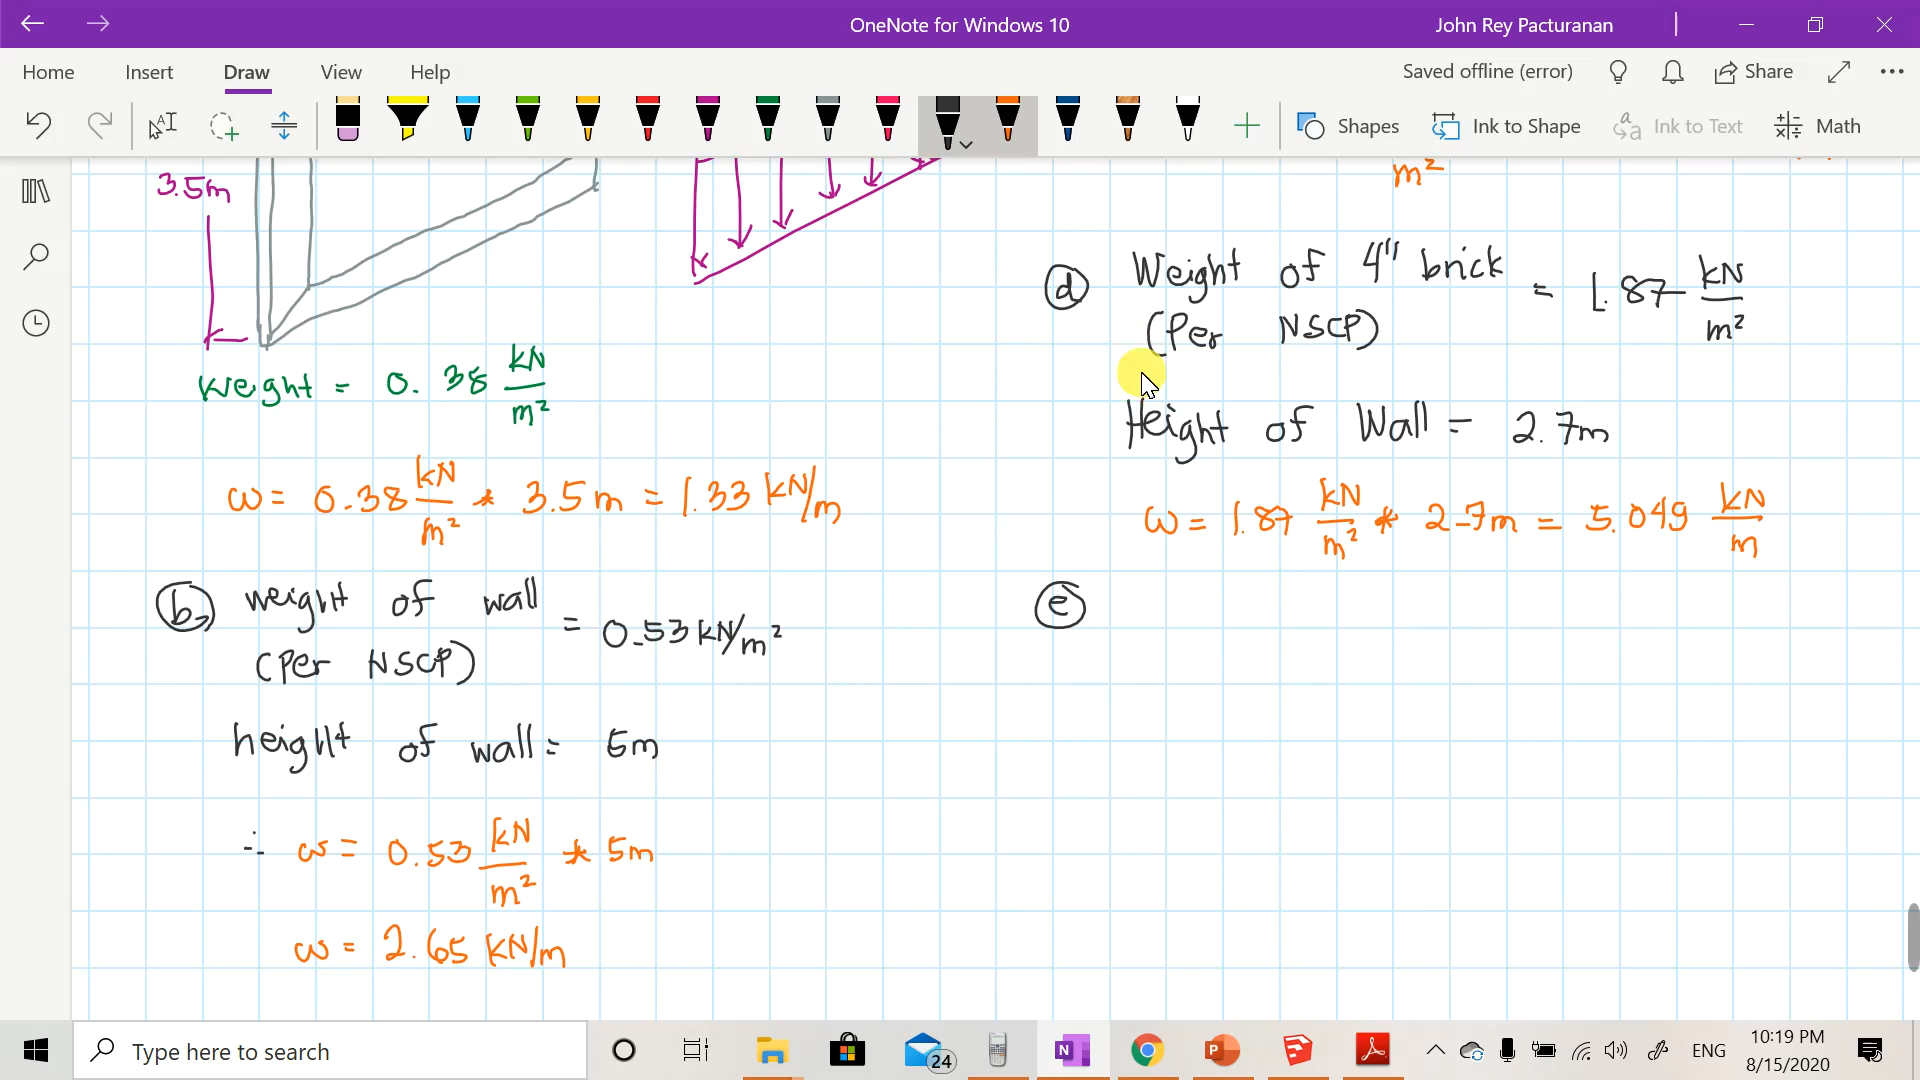 OneNote for Windows 10
John Rey Pacturanan
Home Insert Draw View Help
Saved offline (error)
Share
Shapes
Ink to Shape
Ink to Text
Math
3.5m
weight = 0.38 kN/m²
ω = 0.38 kN/m² * 3.5m = 1.33 kN/m
b weight of wall (Per NSCP) = 0.53 kN/m²
height of wall = 5m
∴ ω = 0.53 kN/m² * 5m
ω = 2.65 kN/m
m²
d Weight of 4" brick (Per NSCP) = 1.87 kN/m²
Height of Wall = 2.7m
ω = 1.87 kN/m² * 2.7m = 5.049 kN/m
e
Type here to search
24
ENG
10:19 PM
8/15/2020